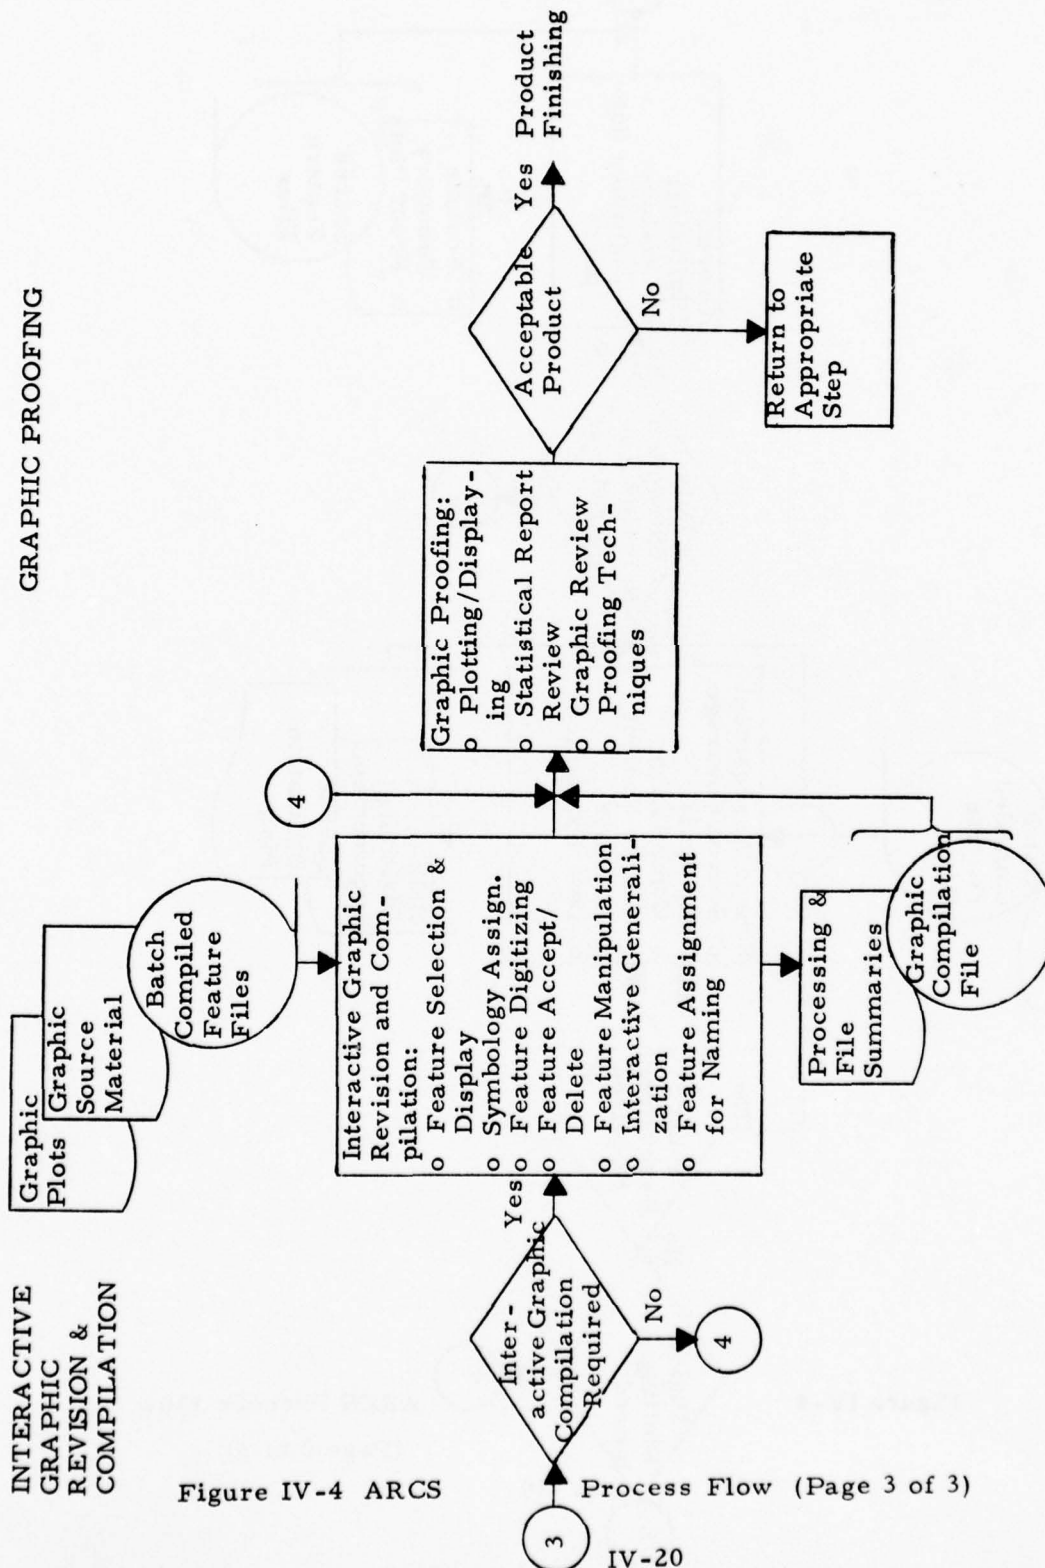 INTERACTIVE
GRAPHIC
REVISION &
COMPILATION
GRAPHIC PROOFING
Graphic
Plots
Graphic
Source
Material
Batch
Compiled
Feature
Files
3
Inter-
active Graphic
Compilation
Required
Yes
No
4
Interactive Graphic
Revision and Com-
pilation:
o Feature Selection &
Display
o Symbology Assign.
o Feature Digitizing
o Feature Accept/
Delete
o Feature Manipulation
o Interactive Generali-
zation
o Feature Assignment
for Naming
4
Processing &
File
Summaries
Graphic
Compilation
File
Graphic Proofing:
o Plotting/Display-
ing
o Statistical Report
Review
o Graphic Review
o Proofing Tech-
niques
Acceptable
Product
Yes
Product
Finishing
No
Return to
Appropriate
Step
Figure IV-4 ARCS Process Flow (Page 3 of 3)
IV-20